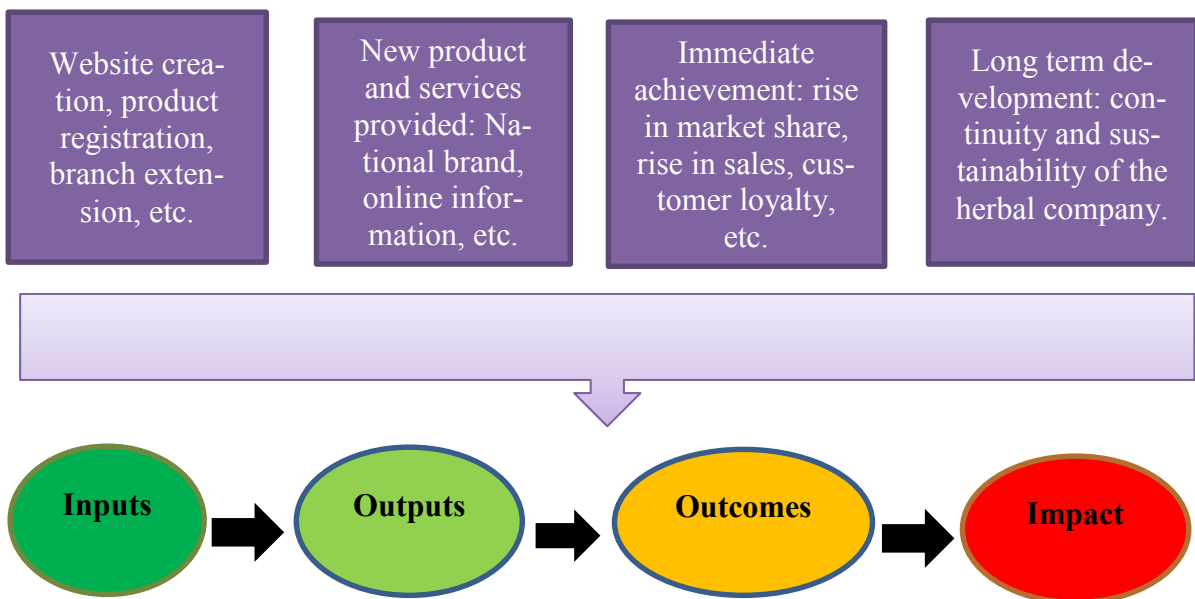 Website crea-
tion, product
registration,
branch exten-
sion, etc.
New product
and services
provided: Na-
tional brand,
online infor-
mation, etc.
Immediate
achievement: rise
in market share,
rise in sales, cus-
tomer loyalty,
etc.
Long term de-
velopment: con-
tinuity and sus-
tainability of the
herbal company.
Inputs
Outputs
Outcomes
Impact